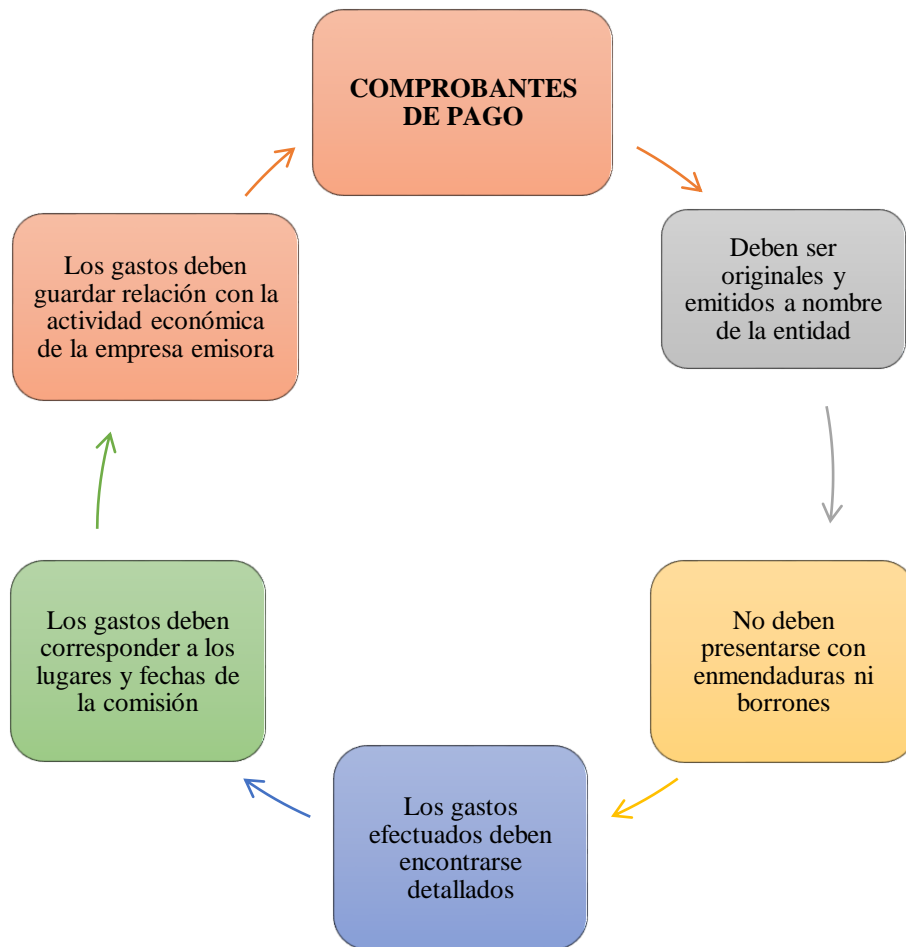 COMPROBANTES
DE PAGO
Deben ser
originales y
emitidos a nombre
de la entidad
No deben
presentarse con
enmendaduras ni
borrones
Los gastos
efectuados deben
encontrarse
detallados
Los gastos deben
corresponder a los
lugares y fechas de
la comisión
Los gastos deben
guardar relación con la
actividad económica
de la empresa emisora